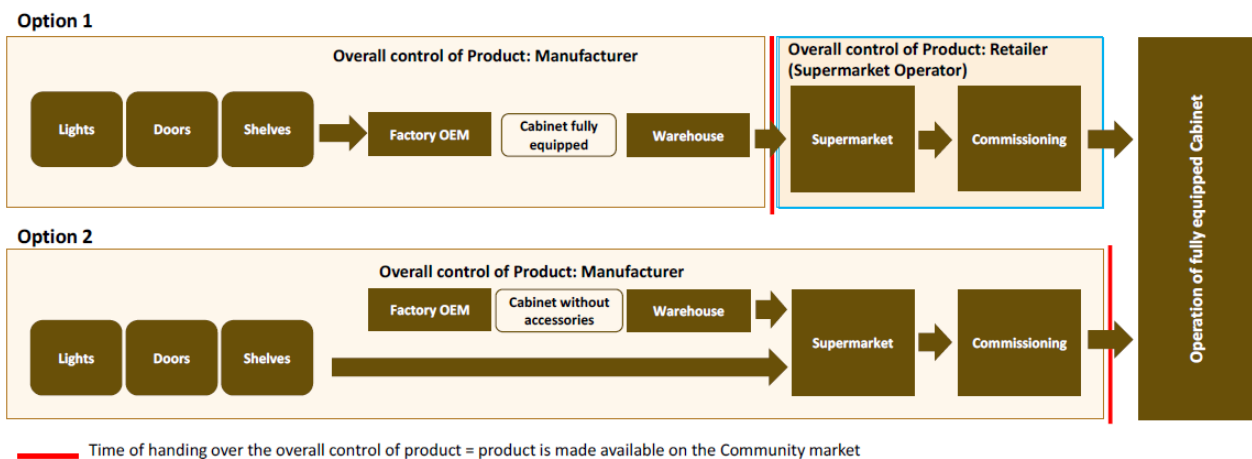 Option 1
Overall control of Product: Manufacturer
Overall control of Product: Retailer
(Supermarket Operator)
Lights
Doors
Shelves
Factory OEM
Cabinet fully
equipped
Warehouse
Supermarket
Commissioning
Operation of fully equipped Cabinet
Option 2
Overall control of Product: Manufacturer
Factory OEM
Cabinet without
accessories
Warehouse
Lights
Doors
Shelves
Supermarket
Commissioning
Time of handing over the overall control of product = product is made available on the Community market